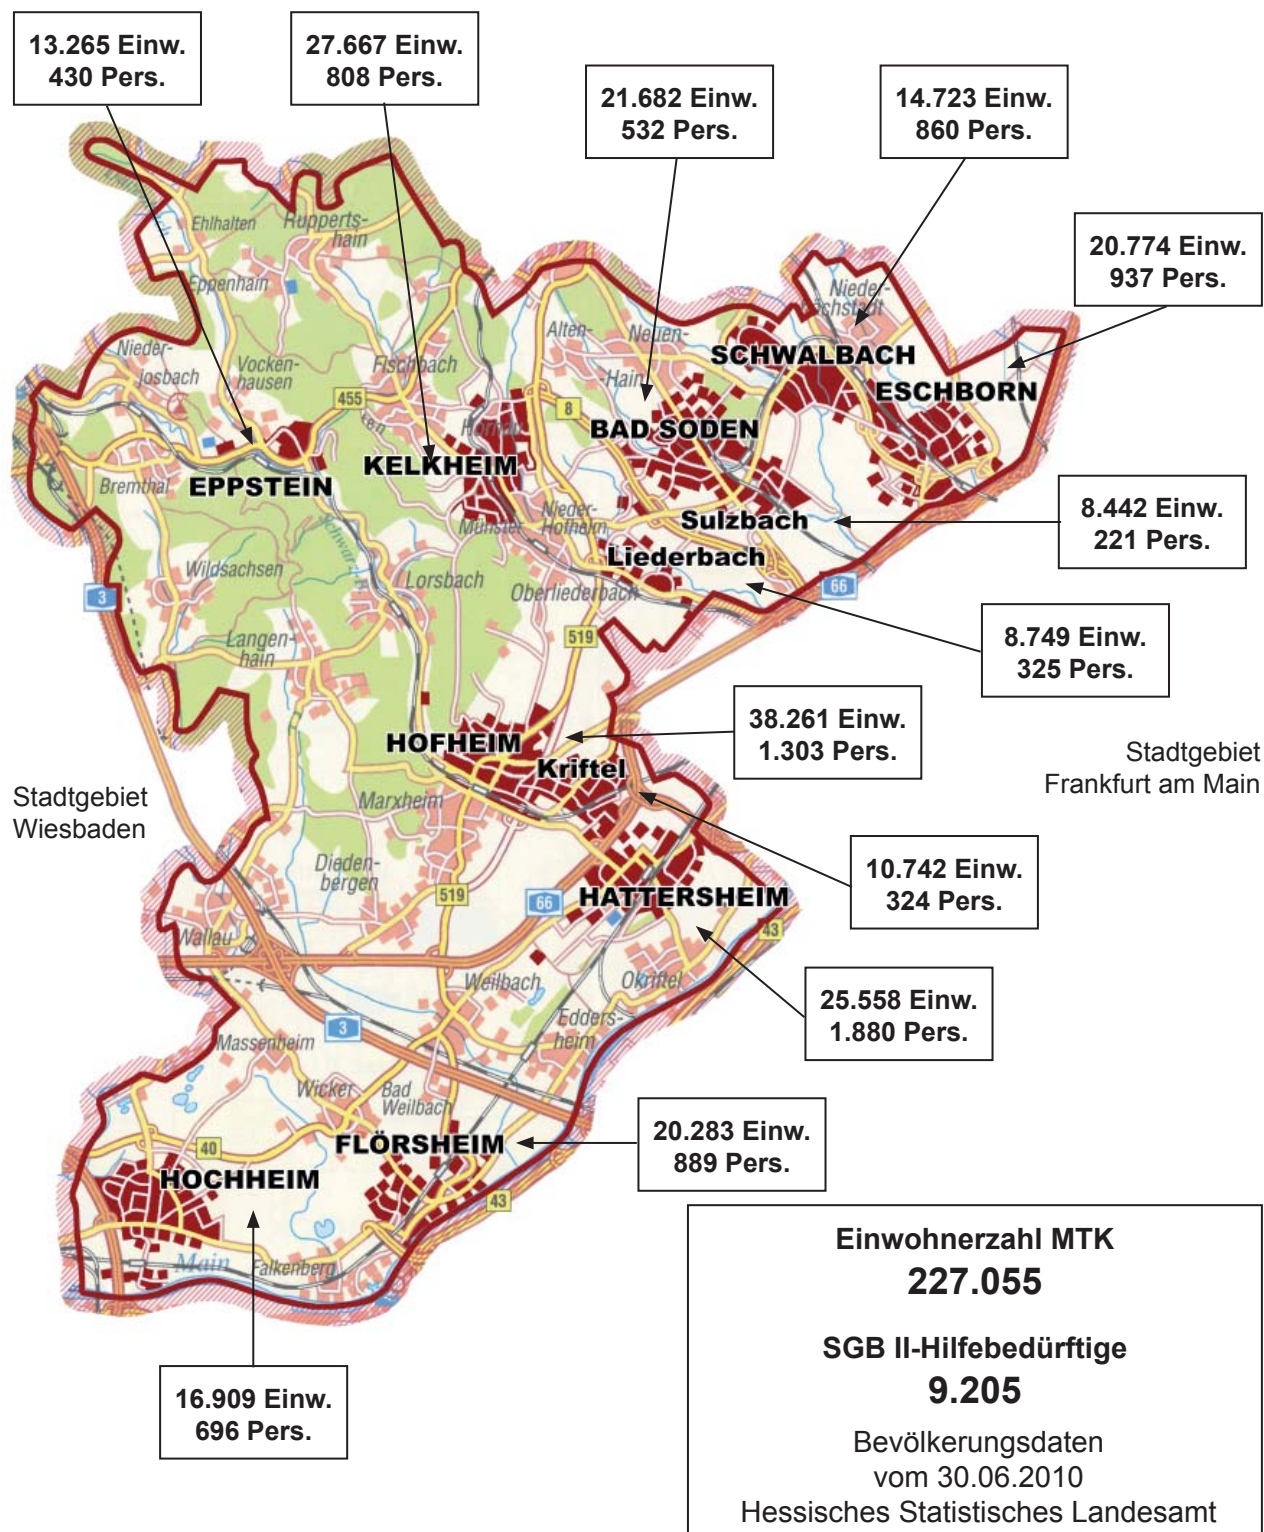 13.265 Einw.
430 Pers.
27.667 Einw.
808 Pers.
21.682 Einw.
532 Pers.
14.723 Einw.
860 Pers.
20.774 Einw.
937 Pers.
Ehlhalten
Rupperts-
hain
Eppenhain
Nieder-
höchstadt
Alten-
Neuen-
Hain
SCHWALBACH
ESCHBORN
Nieder-
josbach
Vocken-
hausen
Fischbach
455
8
BAD SODEN
Hornau
KELKHEIM
EPPSTEIN
Bremthal
Münster
Nieder-
Hofheim
Sulzbach
8.442 Einw.
221 Pers.
Liederbach
Wildsachsen
Lorsbach
Oberliederbach
3
66
Langen-
hain
519
8.749 Einw.
325 Pers.
38.261 Einw.
1.303 Pers.
HOFHEIM
Kriftel
Stadtgebiet
Frankfurt am Main
Stadtgebiet
Wiesbaden
Marxheim
Dieden-
bergen
10.742 Einw.
324 Pers.
519
66
HATTERSHEIM
43
Wallau
Weilbach
Okriftel
25.558 Einw.
1.880 Pers.
3
Edders-
heim
Massenheim
Wicker
Bad
Weilbach
20.283 Einw.
889 Pers.
40
FLÖRSHEIM
HOCHHEIM
43
Main
Falkenberg
16.909 Einw.
696 Pers.
Einwohnerzahl MTK
227.055
SGB II-Hilfebedürftige
9.205
Bevölkerungsdaten
vom 30.06.2010
Hessisches Statistisches Landesamt